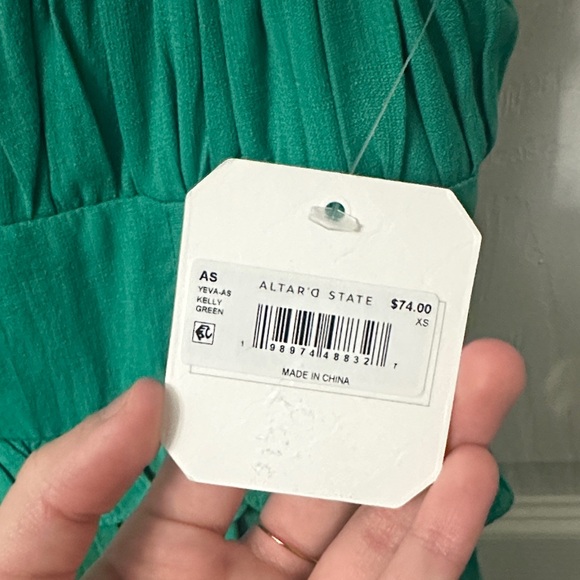 AS
YEVA-AS
KELLY
GREEN
ALTAR'D STATE
$74.00
XS
1 98974 48832 7
MADE IN CHINA